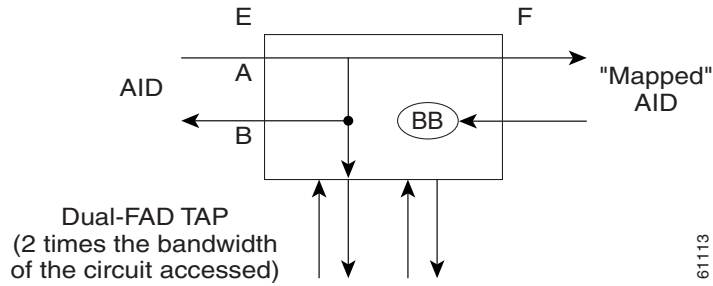 E
F
A
AID
"Mapped"
AID
BB
B
Dual-FAD TAP
(2 times the bandwidth
of the circuit accessed)
61113